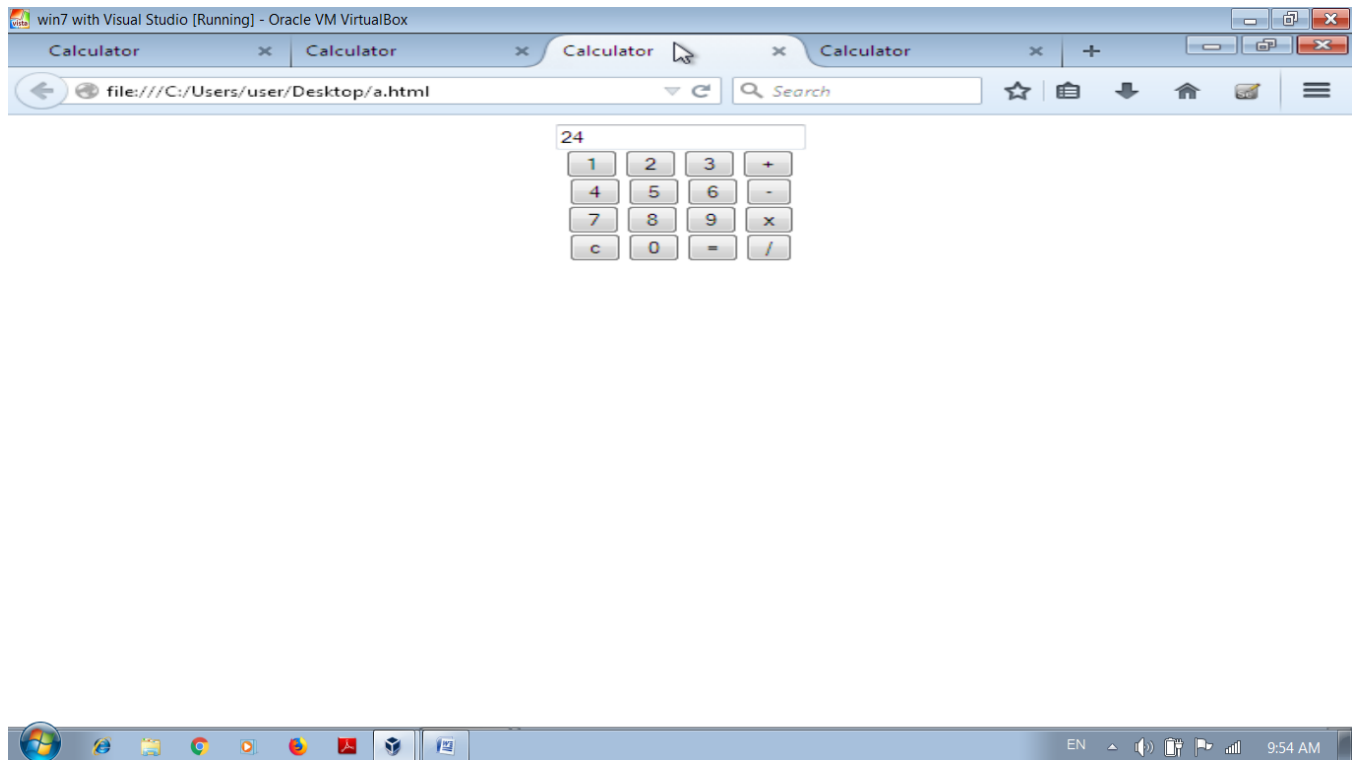 win7 with Visual Studio [Running] - Oracle VM VirtualBox
Calculator Calculator Calculator Calculator
file:///C:/Users/user/Desktop/a.html Search
24
1 2 3 +
4 5 6 -
7 8 9 x
c 0 = /
EN 9:54 AM